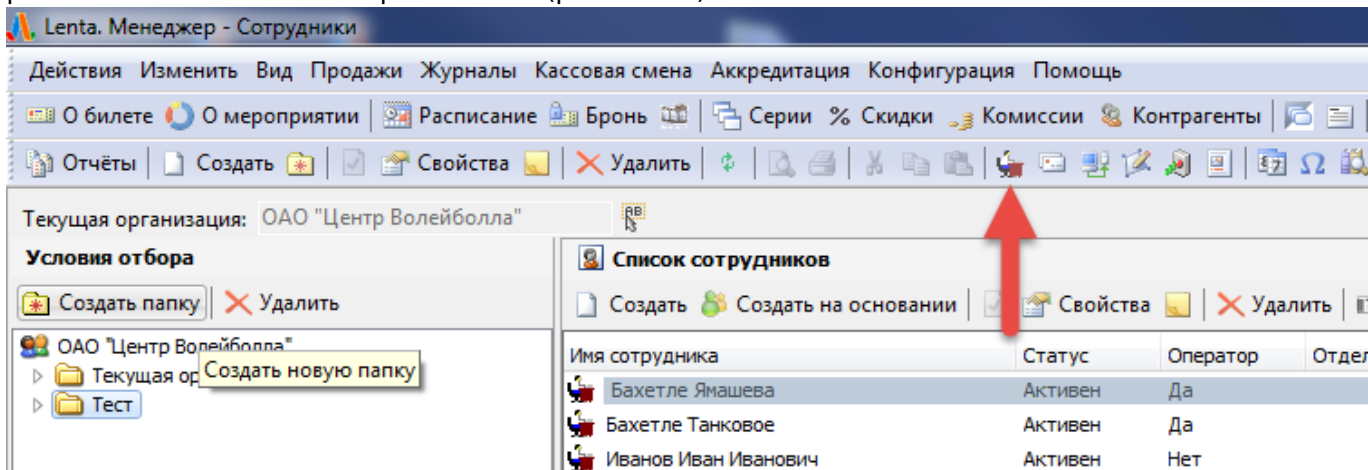 Lenta. Менеджер - Сотрудники
Действия Изменить Вид Продажи Журналы Кассовая смена Аккредитация Конфигурация Помощь
О билете О мероприятии Расписание Бронь Серии % Скидки Комиссии Контрагенты
Отчёты Создать Свойства Удалить
Текущая организация: ОАО "Центр Волейболла"
Условия отбора
Создать папку Удалить
ОАО "Центр Волейболла"
Текущая ор
Создать новую папку
Тест
Список сотрудников
Создать Создать на основании Свойства Удалить
Имя сотрудника Статус Оператор Отдел
Бахетле Ямашева Активен Да
Бахетле Танковое Активен Да
Иванов Иван Иванович Активен Нет